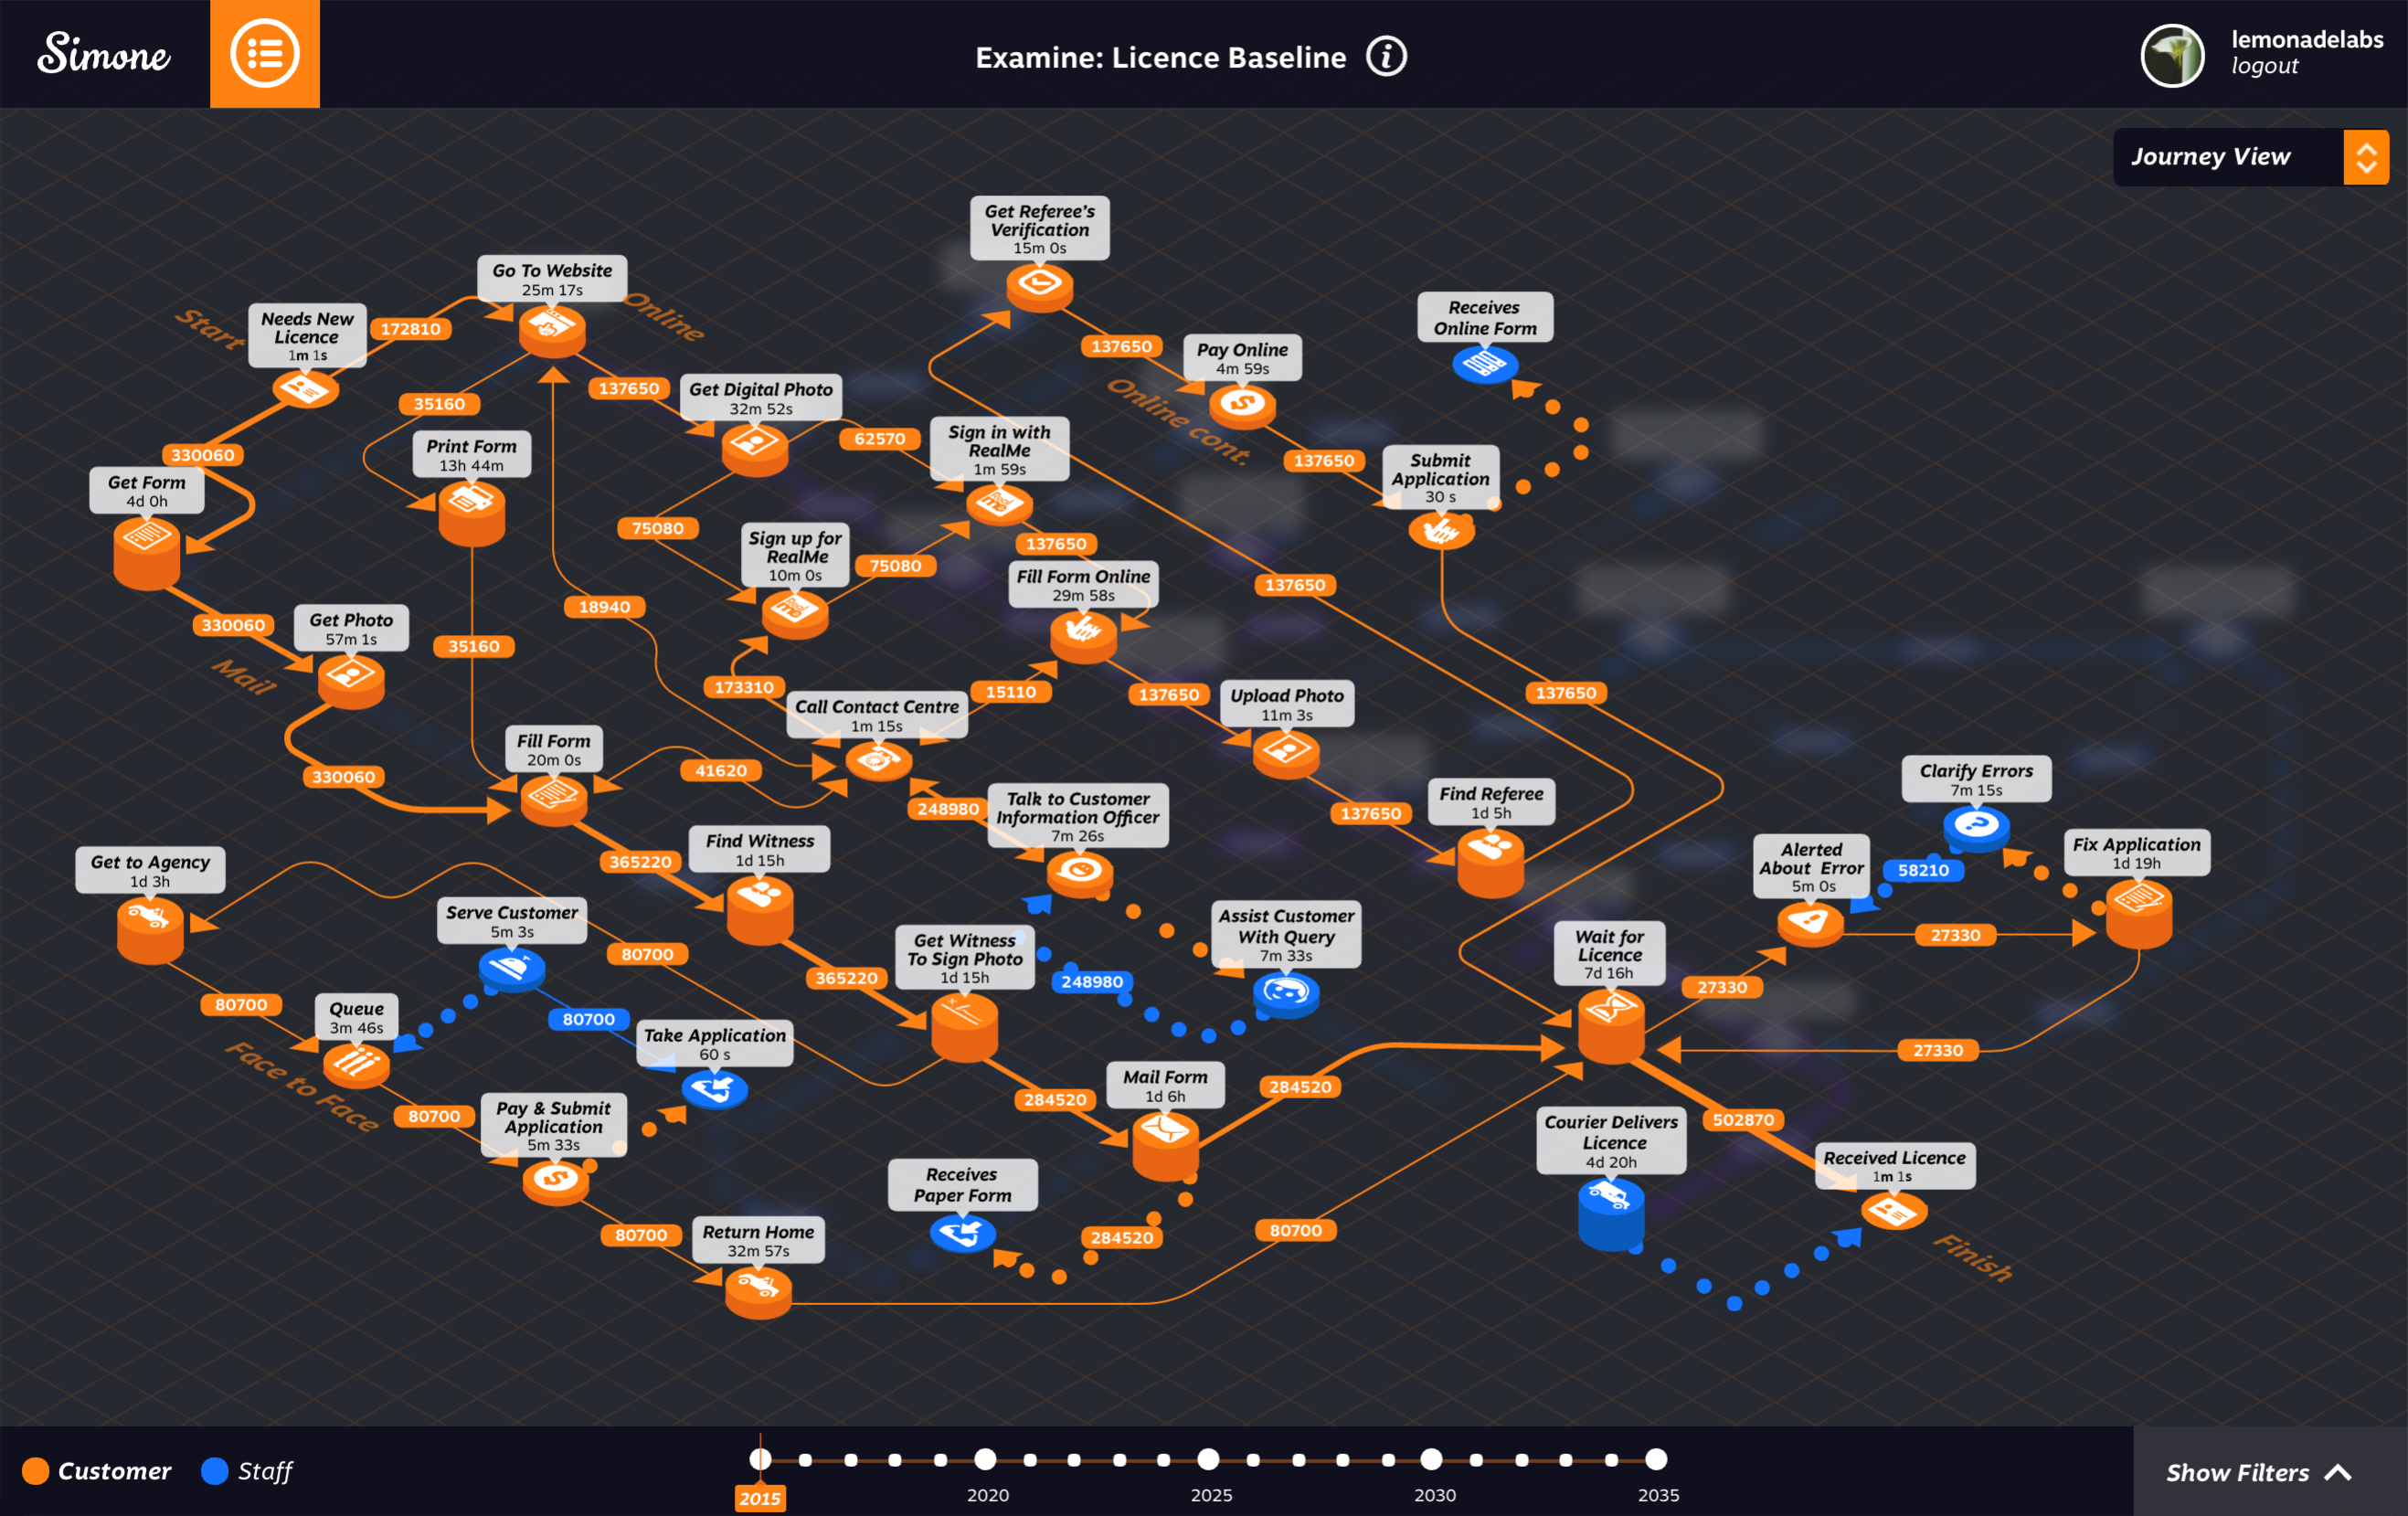 Simone
Examine: Licence Baseline
i
lemonadelabs
logout
Journey View
Get Referee's
Verification
15m 0s
Go To Website
25m 17s
Online
Start
Needs New
Licence
1m 1s
172810
Receives
Online Form
137650
Pay Online
4m 59s
35160
137650
Get Digital Photo
32m 52s
Online cont.
62570
Sign in with
RealMe
1m 59s
Print Form
13h 44m
330060
137650
Submit
Application
30 s
Get Form
4d 0h
Real
me
75080
Sign up for
RealMe
10m 0s
137650
75080
Fill Form Online
29m 58s
137650
18940
Real
me
330060
Get Photo
57m 1s
35160
Mail
173310
15110
137650
Upload Photo
11m 3s
137650
Call Contact Centre
1m 15s
Fill Form
20m 0s
330060
41620
Clarify Errors
7m 15s
248980
Talk to Customer
Information Officer
7m 26s
137650
Find Referee
1d 5h
Find Witness
1d 15h
365220
Get to Agency
1d 3h
Alerted
About Error
5m 0s
58210
Fix Application
1d 19h
Serve Customer
5m 3s
80700
Get Witness
To Sign Photo
1d 15h
Assist Customer
With Query
7m 33s
Wait for
Licence
7d 16h
27330
365220
248980
27330
80700
Queue
3m 46s
80700
Take Application
60 s
27330
Face to Face
80700
Pay & Submit
Application
5m 33s
284520
Mail Form
1d 6h
284520
502870
Courier Delivers
Licence
4d 20h
Received Licence
1m 1s
Receives
Paper Form
80700
Return Home
32m 57s
284520
80700
Finish
Customer
Staff
2015
2020
2025
2030
2035
Show Filters